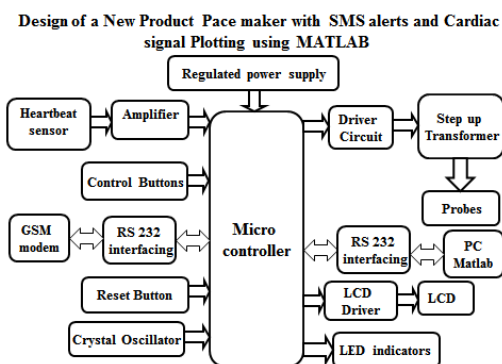 Design of a New Product Pace maker with SMS alerts and Cardiac
signal Plotting using MATLAB
Regulated power supply
Heartbeat
sensor
Amplifier
Driver
Circuit
Step up
Transformer
Control Buttons
Probes
GSM
modem
RS 232
interfacing
Micro
controller
RS 232
interfacing
PC
Matlab
Reset Button
LCD
Driver
LCD
Crystal Oscillator
LED indicators